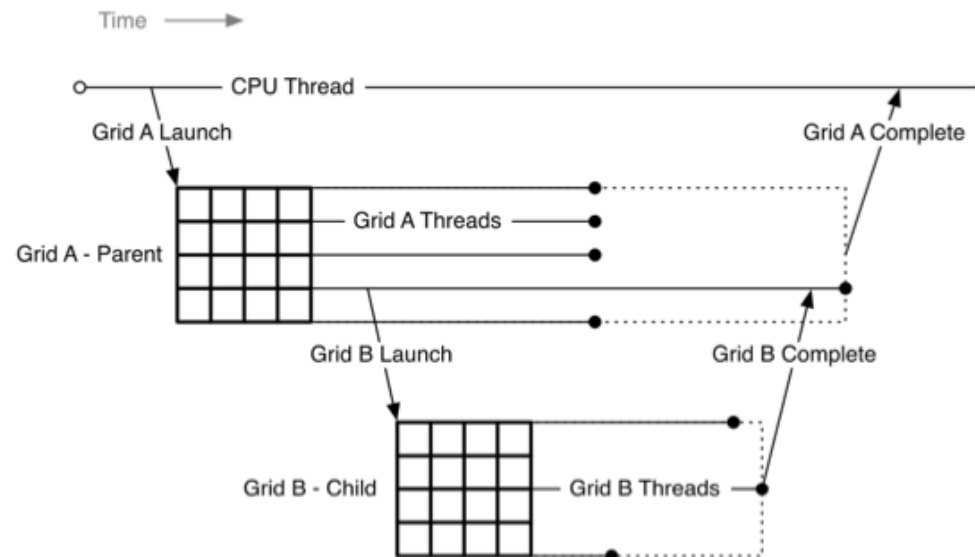 Time
CPU Thread
Grid A Launch
Grid A Complete
Grid A Threads
Grid A - Parent
Grid B Launch
Grid B Complete
Grid B - Child
Grid B Threads